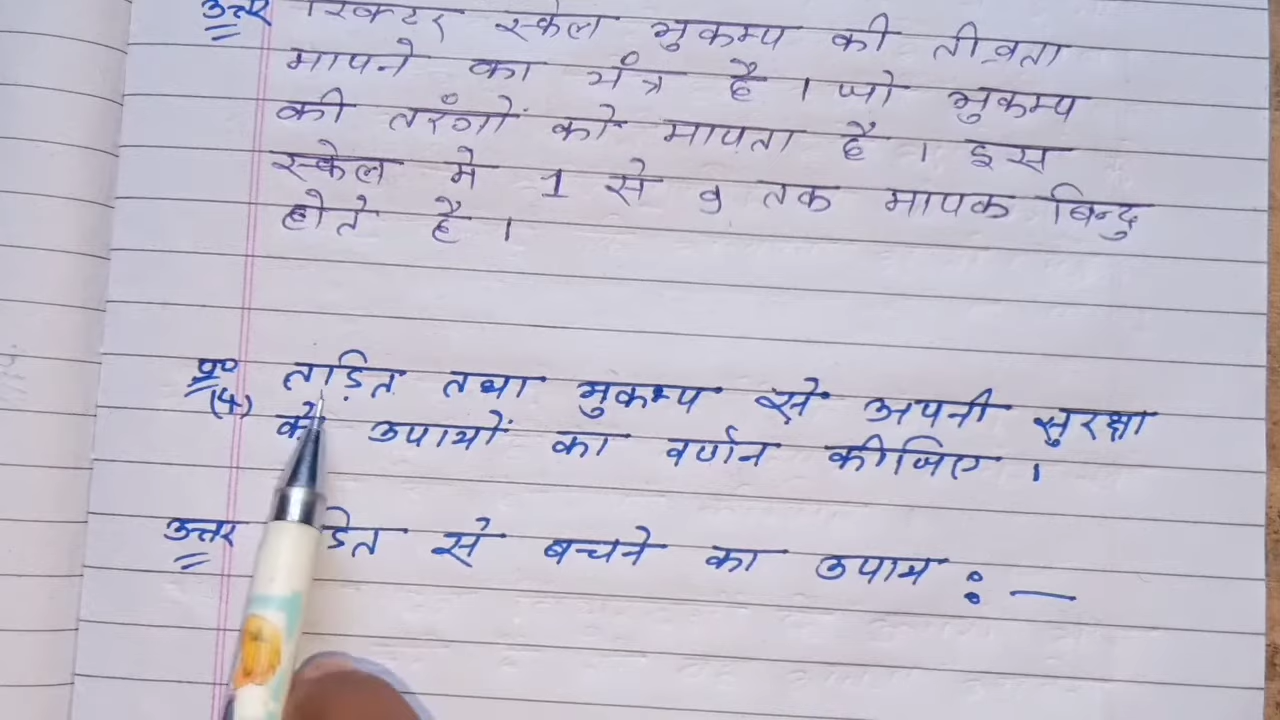 उत्तर रिक्टर स्केल भुकम्प की तीव्रता
मापने का यंत्र है । जो भुकम्प
की तरंगों को मापता है । इस
स्केल मे 1 से 9 तक मापक बिन्दु
होते है ।
प्र० तड़ित तथा भुकम्प से अपनी सुरक्षा
(4) के उपायों का वर्णन कीजिए ।
उत्तर से बचने का उपाय :—